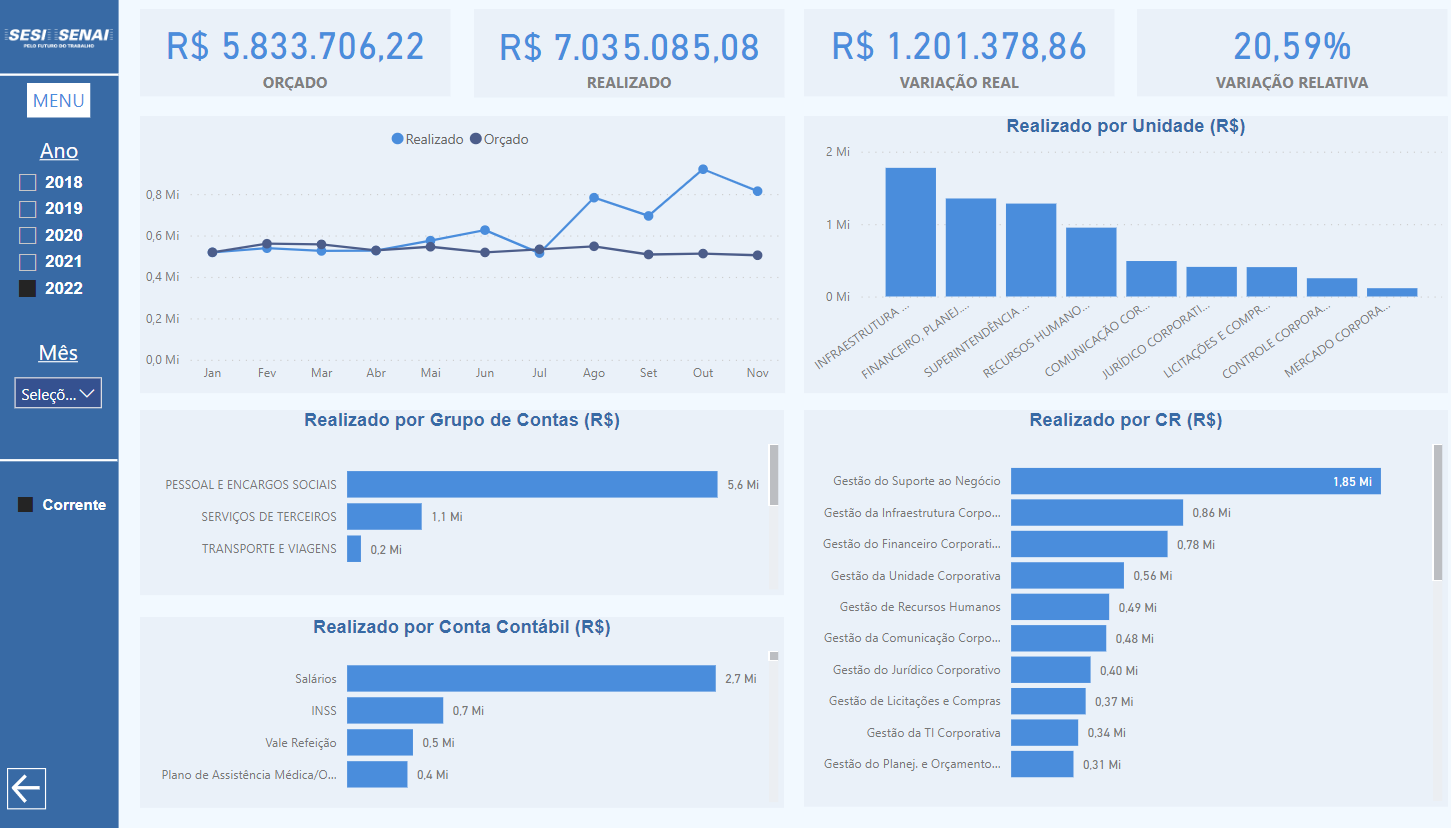 SESI SENAI
PELO FUTURO DO TRABALHO
MENU
Ano
2018
2019
2020
2021
2022
Mês
Seleçõ...
Corrente
R$ 5.833.706,22
ORÇADO
R$ 7.035.085,08
REALIZADO
R$ 1.201.378,86
VARIAÇÃO REAL
20,59%
VARIAÇÃO RELATIVA
Realizado Orçado
0,8 Mi
0,6 Mi
0,4 Mi
0,2 Mi
0,0 Mi
Jan Fev Mar Abr Mai Jun Jul Ago Set Out Nov
Realizado por Unidade (R$)
2 Mi
1 Mi
0 Mi
INFRAESTRUTURA ...
FINANCEIRO, PLANEJ....
SUPERINTENDÊNCIA ...
RECURSOS HUMANO...
COMUNICAÇÃO COR...
JURÍDICO CORPORATI...
LICITAÇÕES E COMPR...
CONTROLE CORPORA...
MERCADO CORPORA...
Realizado por Grupo de Contas (R$)
PESSOAL E ENCARGOS SOCIAIS 5,6 Mi
SERVIÇOS DE TERCEIROS 1,1 Mi
TRANSPORTE E VIAGENS 0,2 Mi
Realizado por Conta Contábil (R$)
Salários 2,7 Mi
INSS 0,7 Mi
Vale Refeição 0,5 Mi
Plano de Assistência Médica/O... 0,4 Mi
Realizado por CR (R$)
Gestão do Suporte ao Negócio 1,85 Mi
Gestão da Infraestrutura Corpo... 0,86 Mi
Gestão do Financeiro Corporati... 0,78 Mi
Gestão da Unidade Corporativa 0,56 Mi
Gestão de Recursos Humanos 0,49 Mi
Gestão da Comunicação Corpo... 0,48 Mi
Gestão do Jurídico Corporativo 0,40 Mi
Gestão de Licitações e Compras 0,37 Mi
Gestão da TI Corporativa 0,34 Mi
Gestão do Planej. e Orçamento... 0,31 Mi